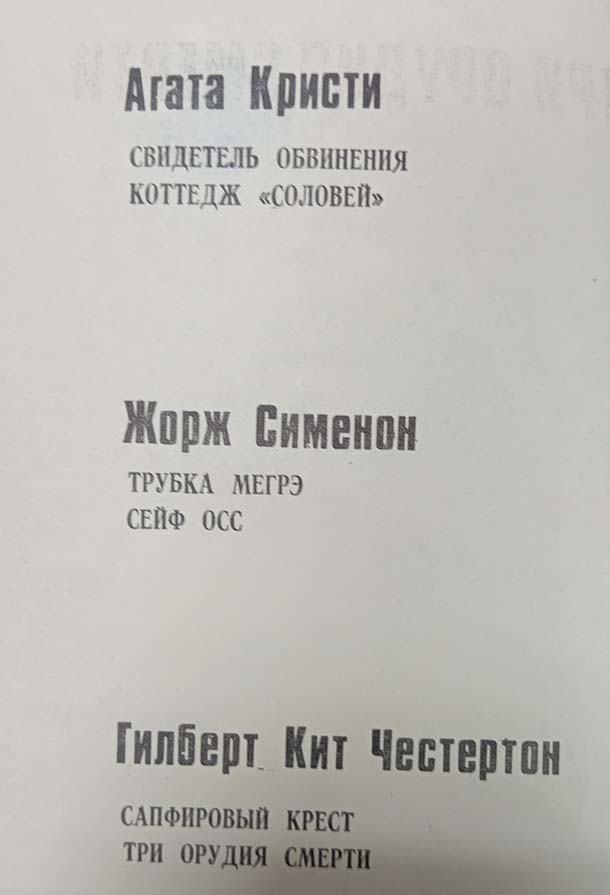 Агата Кристи
СВИДЕТЕЛЬ ОБВИНЕНИЯ
КОТТЕДЖ «СОЛОВЕЙ»
Жорж Сименон
ТРУБКА МЕГРЭ
СЕЙФ ОСС
Гилберт Кит Честертон
САПФИРОВЫЙ КРЕСТ
ТРИ ОРУДИЯ СМЕРТИ